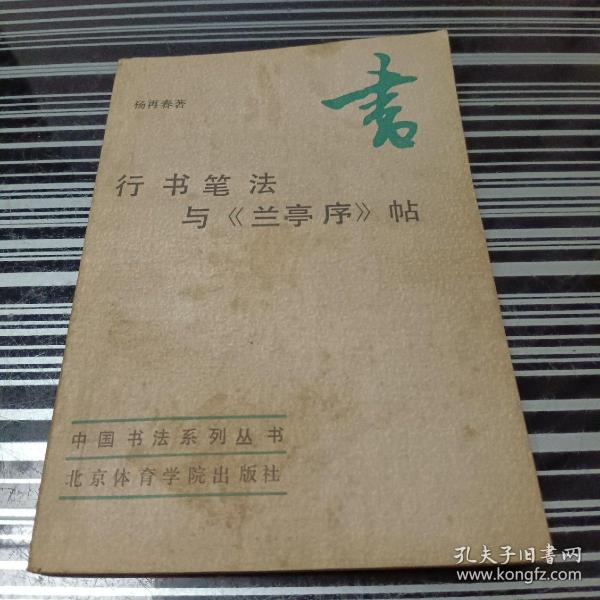 书
杨再春著
行书笔法
与《兰亭序》帖
中国书法系列丛书
北京体育学院出版社
孔夫子旧书网
www.kongfz.com